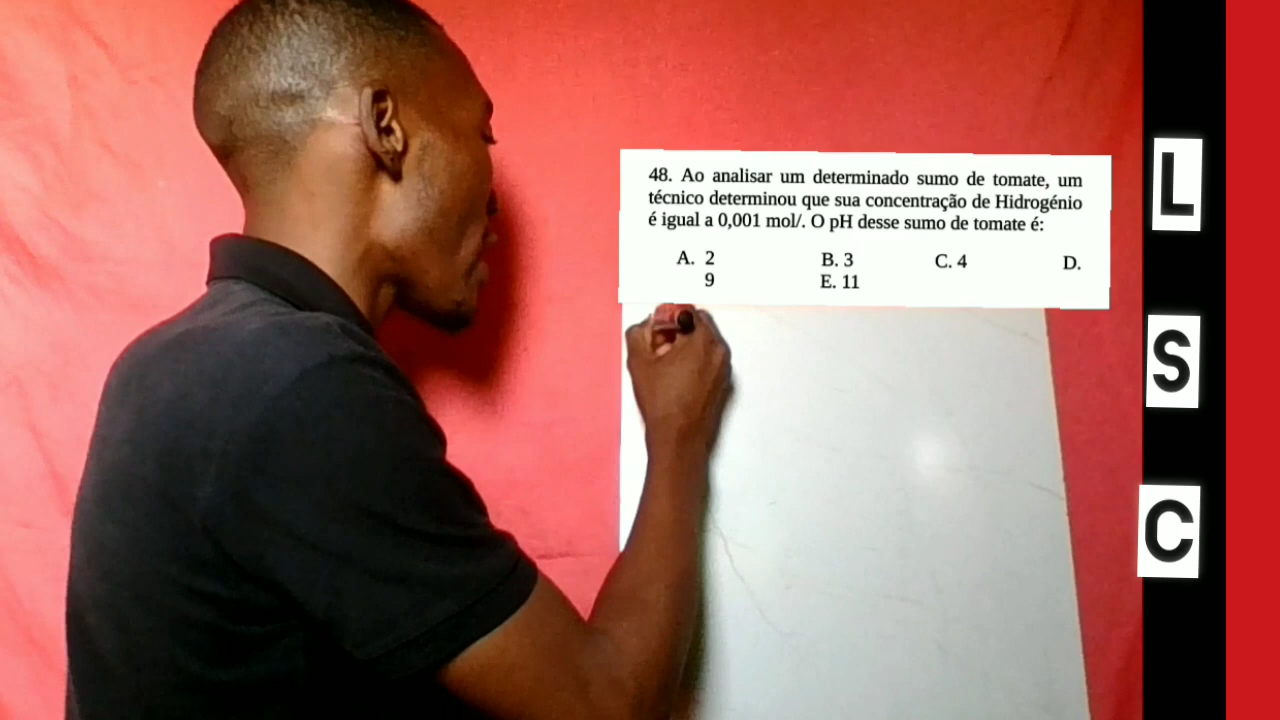 48. Ao analisar um determinado sumo de tomate, um
técnico determinou que sua concentração de Hidrogénio
é igual a 0,001 mol/. O pH desse sumo de tomate é:
A. 2 B. 3 C. 4 D.
9 E. 11
L
S
C